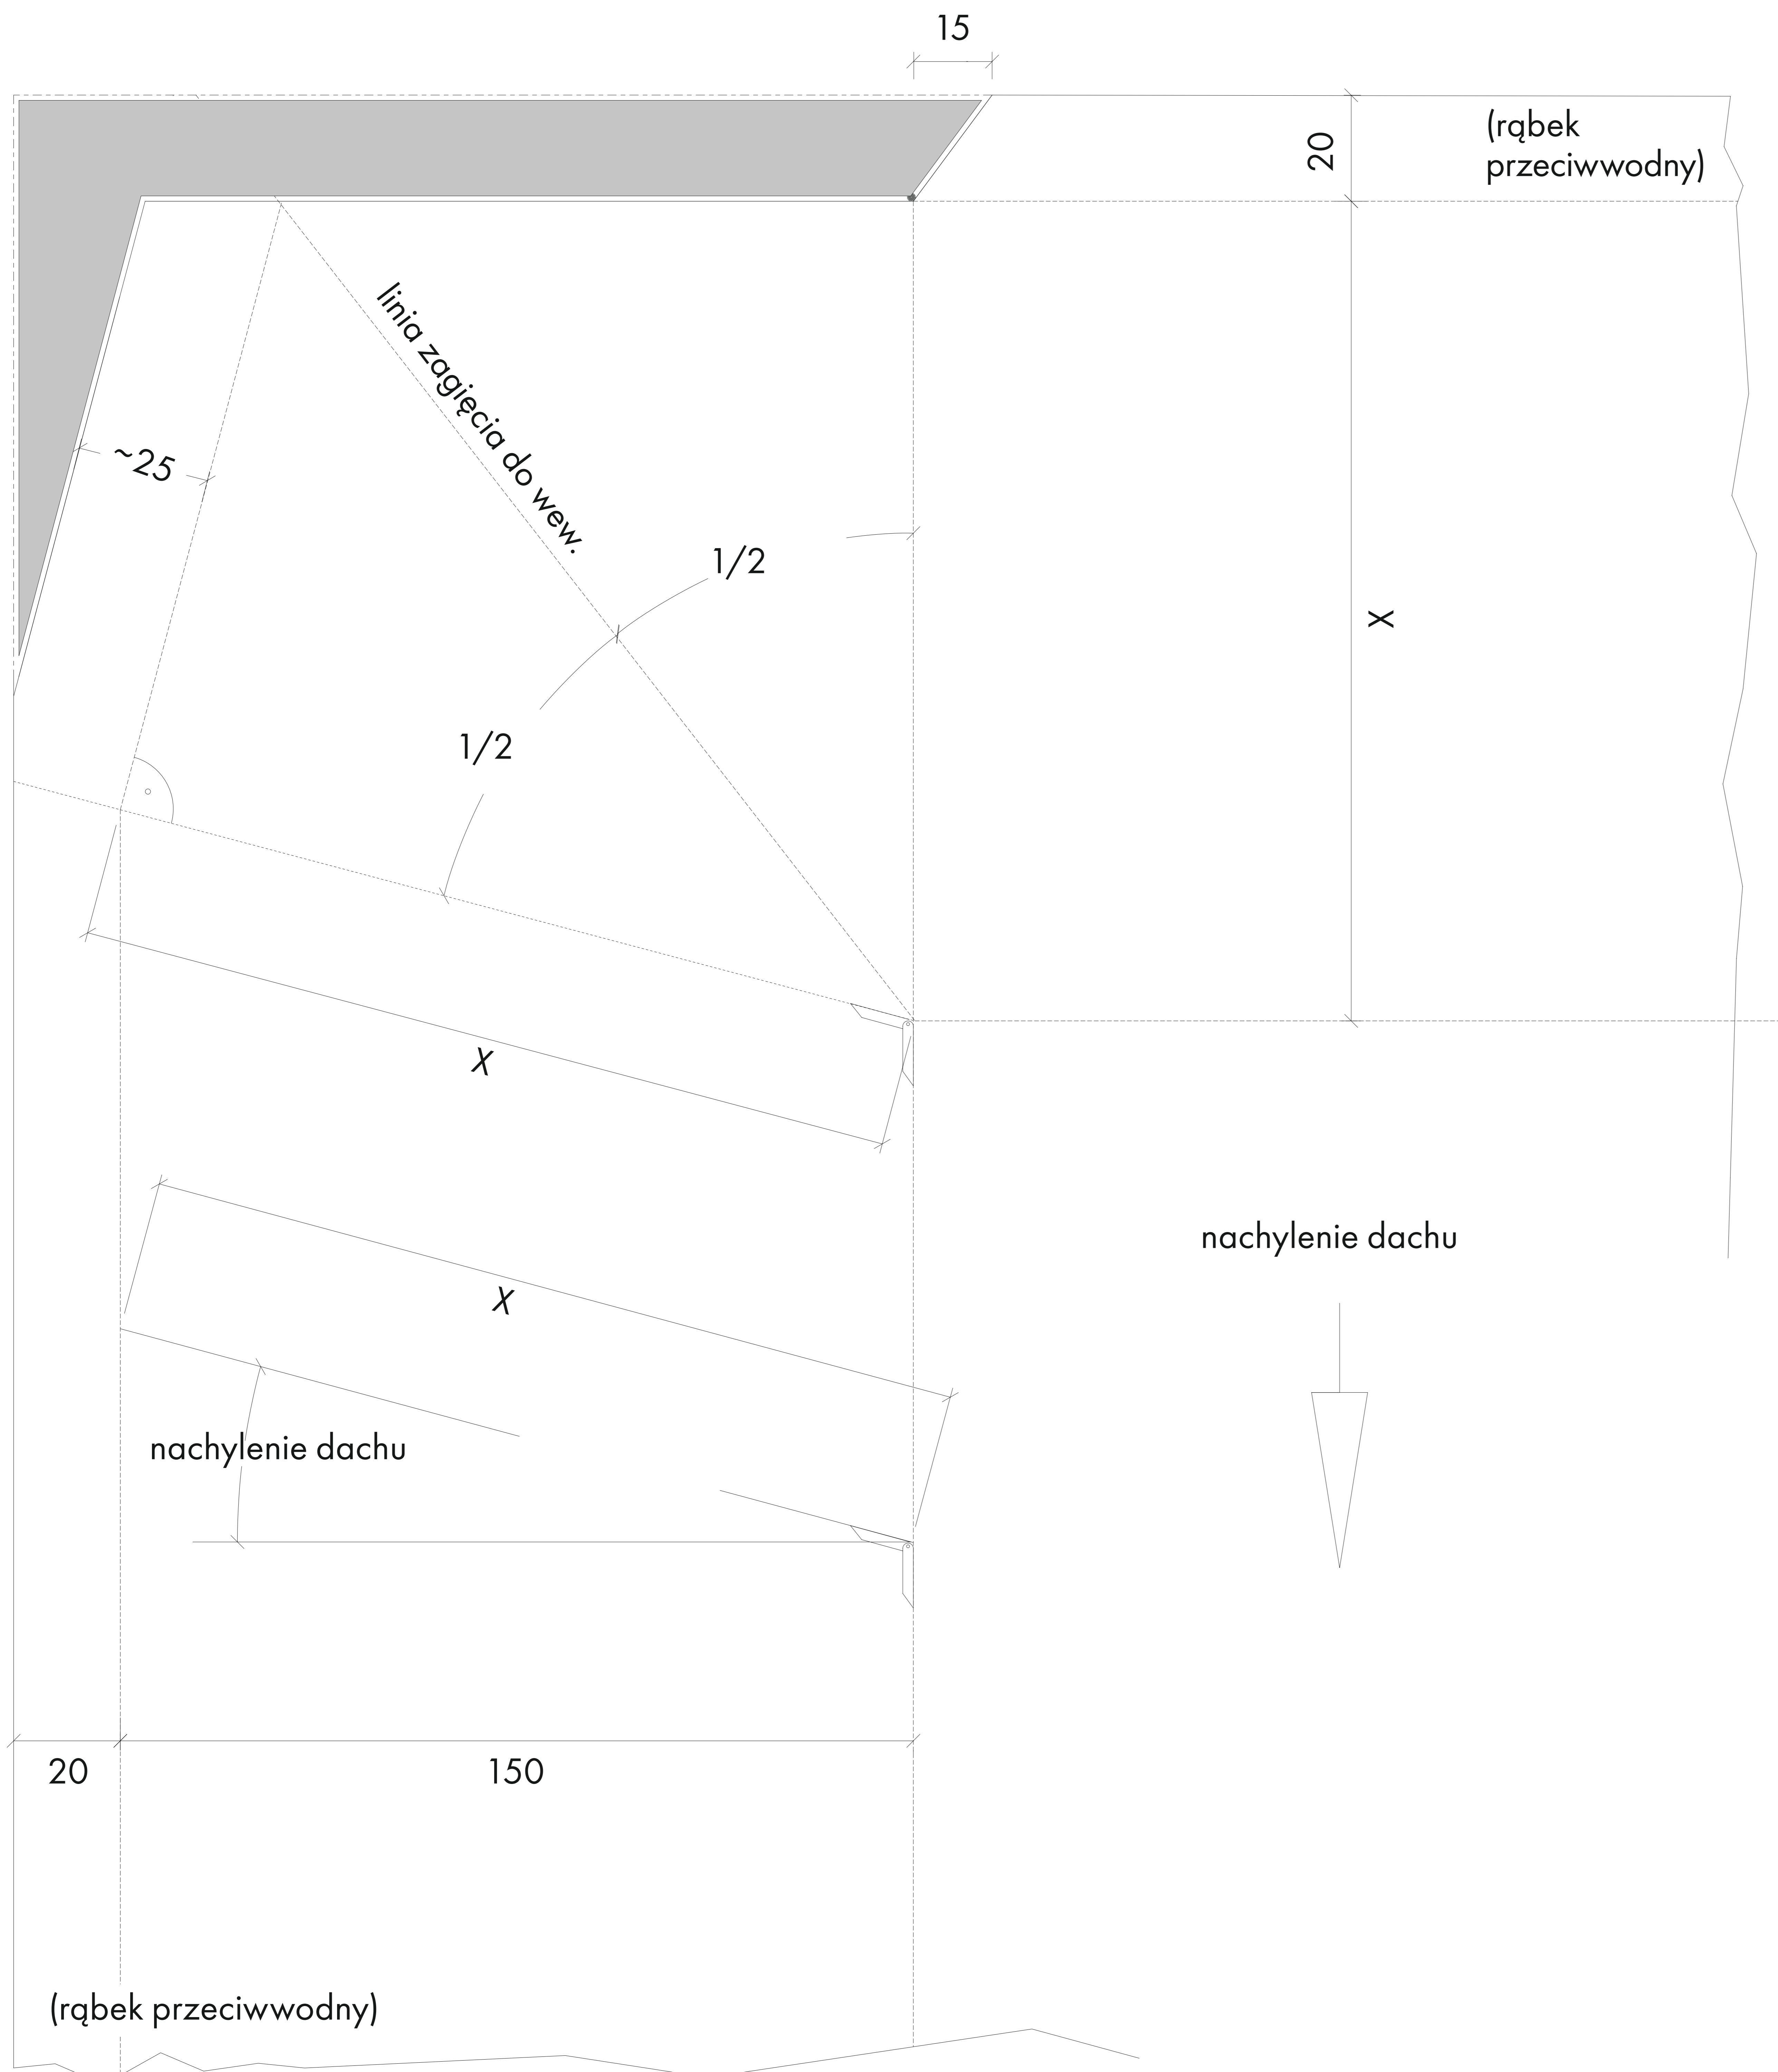 15
20
(rąbek
przeciwwodny)
linia zagięcia do wew.
~25
1/2
X
1/2
X
nachylenie dachu
X
nachylenie dachu
20
150
(rąbek przeciwwodny)